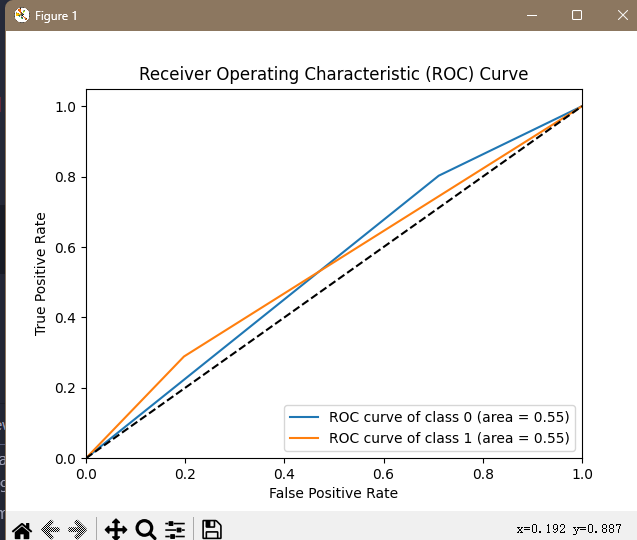 Figure 1
Receiver Operating Characteristic (ROC) Curve
1.0
0.8
0.6
0.4
0.2
0.0
True Positive Rate
ROC curve of class 0 (area = 0.55)
ROC curve of class 1 (area = 0.55)
0.0 0.2 0.4 0.6 0.8 1.0
False Positive Rate
x=0.192 y=0.887